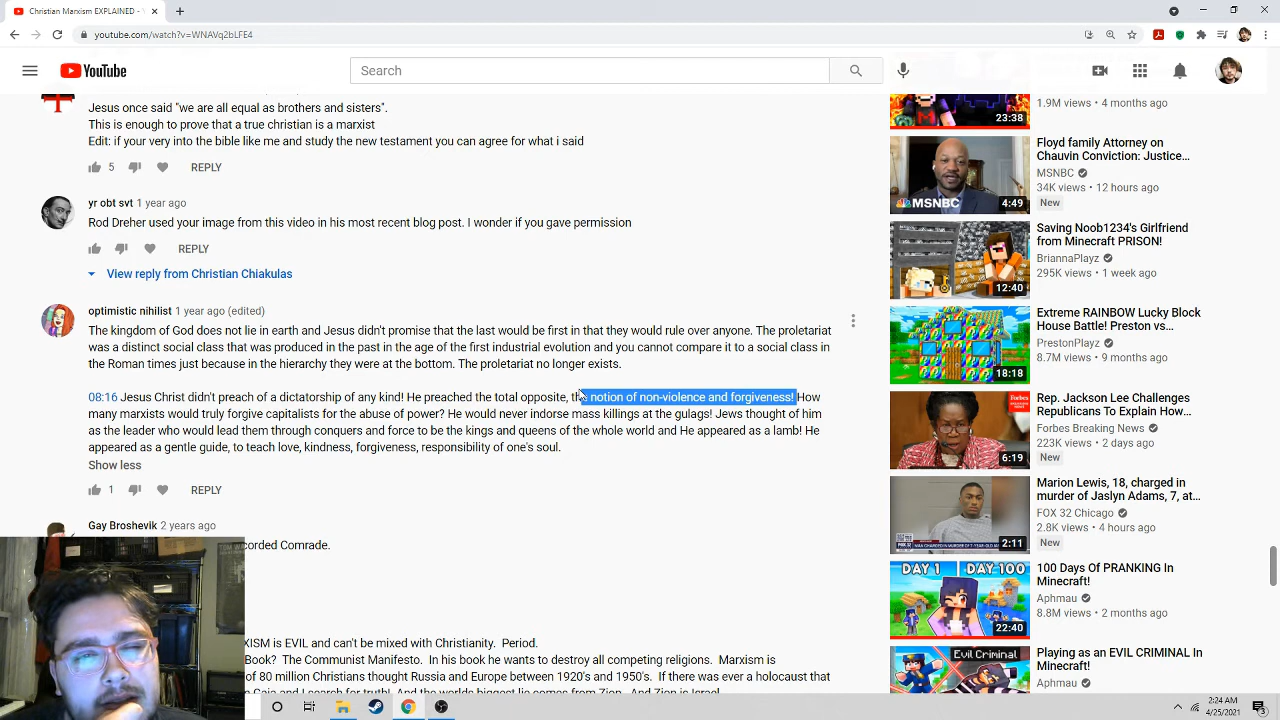 Christian Marxism EXPLAINED -
youtube.com/watch?v=WNAVq2bLFE4
YouTube
Search
Jesus once said "we are all equal as brothers and sisters".
This is enough to prove that a true christian is a marxist
Edit: if your very into the bible like me and know the new testament you can agree for what i said
5 REPLY
yr obt svt 1 year ago
Rod Dreher used your image from this video in his most recent blog post. I wonder if you gave permission
REPLY
View reply from Christian Chiakulas
optimistic nihilist 1 year ago (edited)
The kingdom of God does not lie in earth and Jesus didn't promise that the last would be first in that they would rule over anyone. The proletariat
was a distinct social class that existed in the past in the age of the first industrial revolution and you cannot compare it to a social class in
the Roman times just because in both cases they were at the bottom. The proletariat no longer exists.
08:16 Jesus Christ didn't preach of a dictatorship of any kind! He preached the total opposite, the notion of non-violence and forgiveness! How
many marxists would truly forgive capitalists for the abuse of power? He would never indorse mass killings at the gulags! Jews thought of him
as the leader who would lead them through conquers and force to be the kings and queens of the whole world and He appeared as a lamb! He
appeared as a gentle guide, to teach love, kindness, forgiveness, responsibility of one's soul.
Show less
1 REPLY
Gay Broshevik 2 years ago
orded Comrade.
XISM is EVIL and can't be mixed with Christianity. Period.
Book: The Communist Manifesto. In his book he wants to destroy all competing religions. Marxism is
of 80 million Christians thought Russia and Europe between 1920's and 1950's. If there was ever a holocaust that
23:38
1.9M views • 4 months ago
MSNBC
4:49
Floyd family Attorney on
Chauvin Conviction: Justice...
MSNBC
34K views • 12 hours ago
New
12:40
Saving Noob1234's Girlfriend
from Minecraft PRISON!
BriannaPlayz
295K views • 1 week ago
18:18
Extreme RAINBOW Lucky Block
House Battle! Preston vs...
PrestonPlayz
8.7M views • 9 months ago
Forbes
6:19
Rep. Jackson Lee Challenges
Republicans To Explain How...
Forbes Breaking News
223K views • 2 days ago
New
2:11
Marion Lewis, 18, charged in
murder of Jaslyn Adams, 7, at...
FOX 32 Chicago
2.8K views • 4 hours ago
New
DAY 1 DAY 100
22:40
100 Days Of PRANKING In
Minecraft!
Aphmau
8.8M views • 2 months ago
Evil Criminal
Playing as an EVIL CRIMINAL In
Minecraft!
Aphmau
2:24 AM
4/25/2021
3